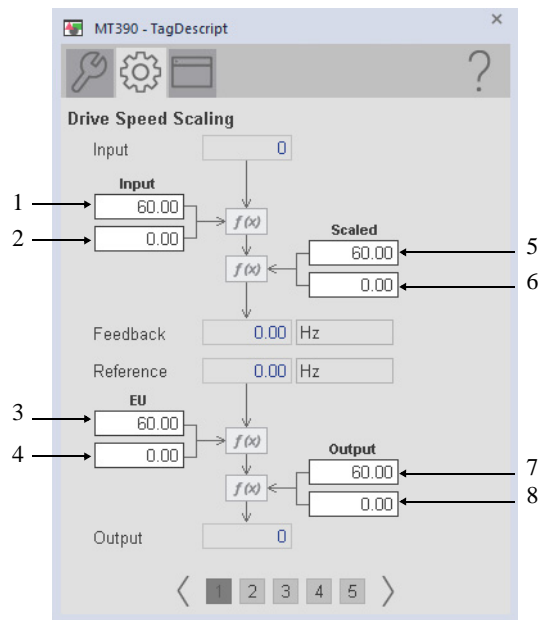 MT390 - TagDescript
×
?
Drive Speed Scaling
Input 0
Input
1 60.00
f(x)
2 0.00
Scaled
60.00 5
f(x)
0.00 6
Feedback 0.00 Hz
Reference 0.00 Hz
EU
3 60.00
f(x)
4 0.00
Output
60.00 7
f(x)
0.00 8
Output 0
1 2 3 4 5